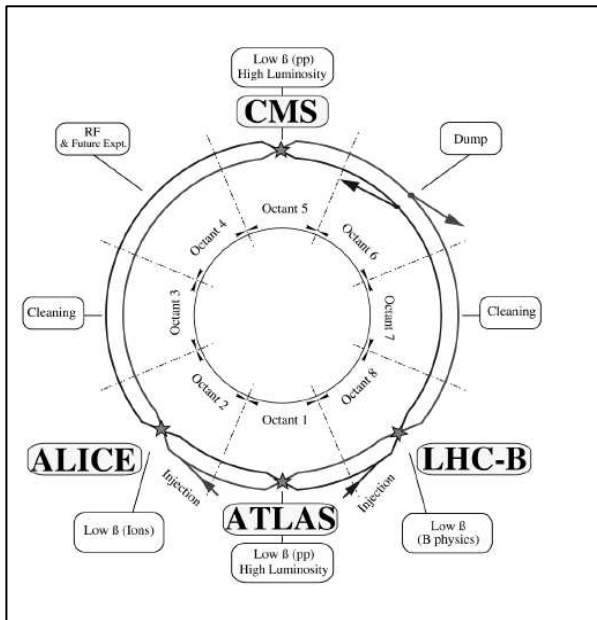 Low ß (pp)
High Luminosity
CMS
RF
& Future Expt.
Dump
Octant 5
Octant 4
Octant 6
Cleaning
Octant 3
Octant 7
Cleaning
Octant 2
Octant 8
Octant 1
ALICE
LHC-B
Injection
ATLAS
Injection
Low ß (Ions)
Low ß (pp)
High Luminosity
Low ß
(B physics)